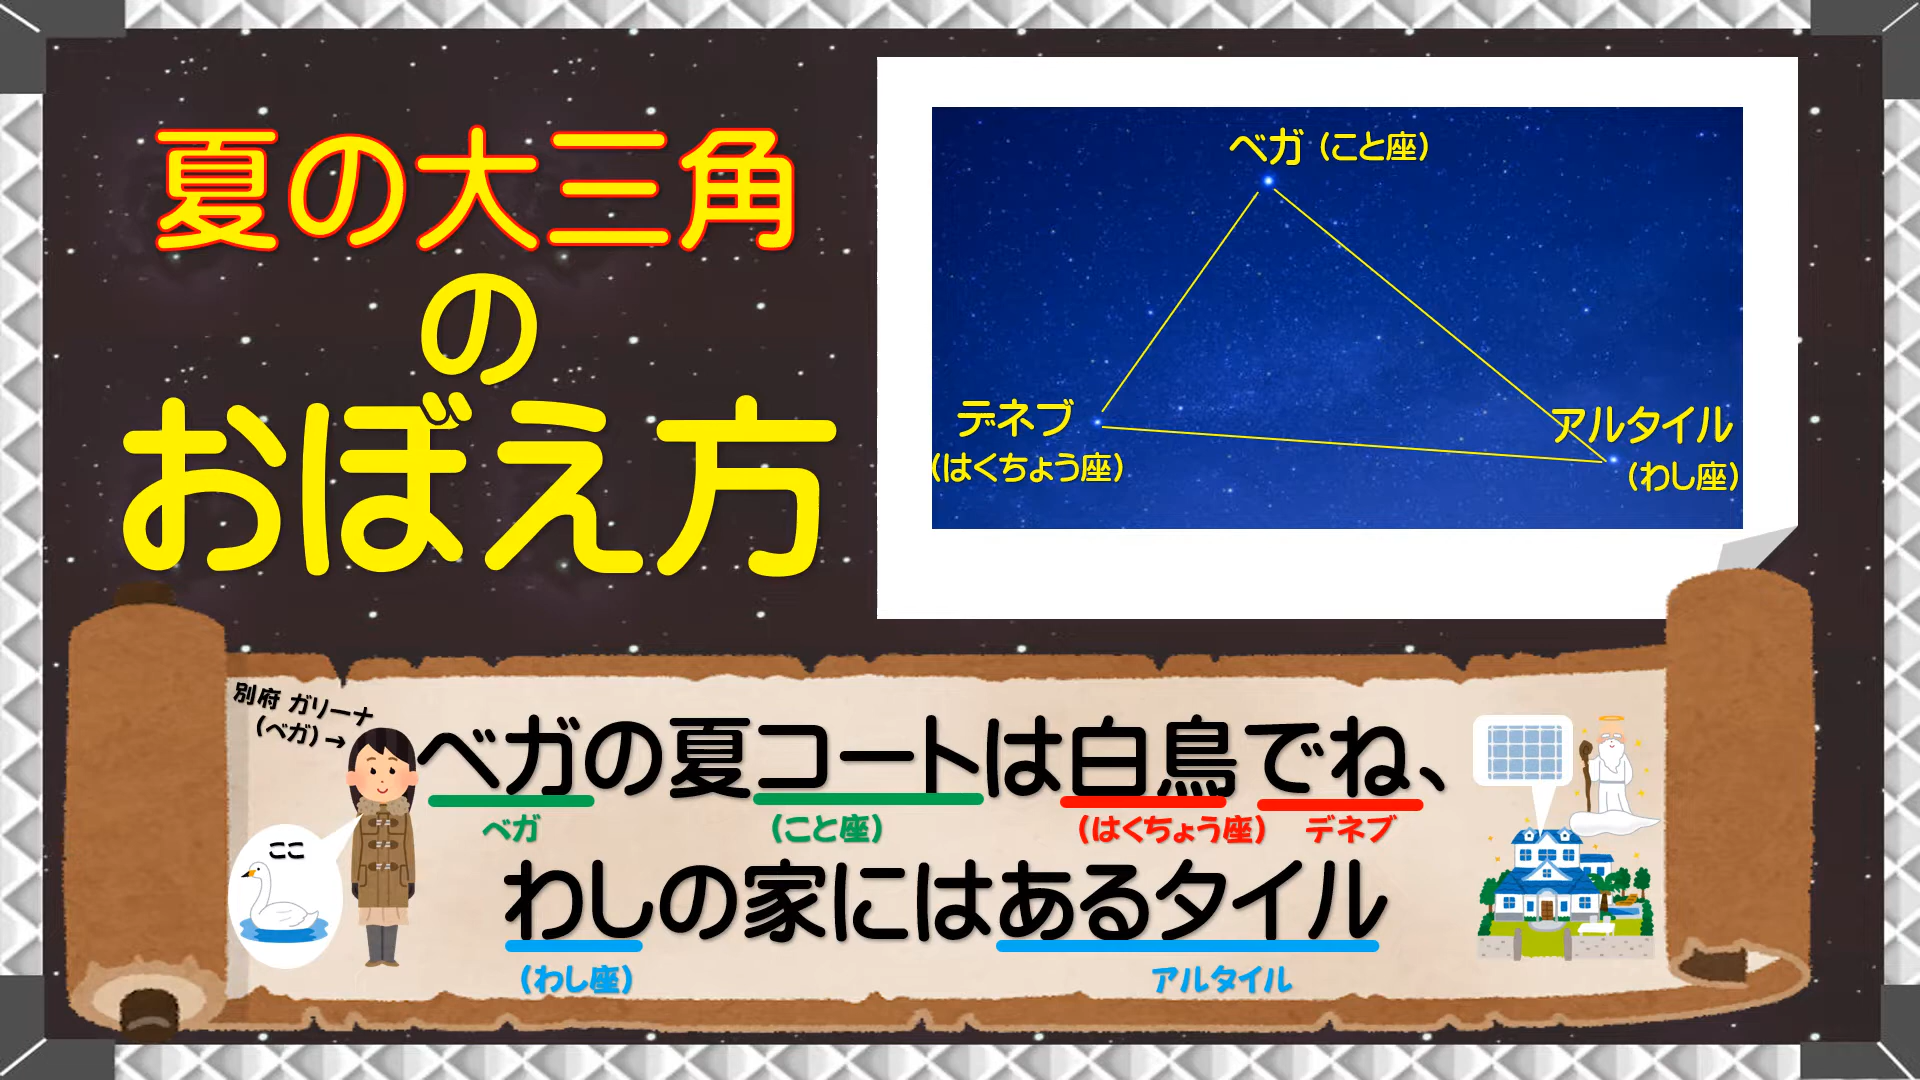 夏の大三角
の
おぼえ方
ベガ（こと座）
デネブ
（はくちょう座）
アルタイル
（わし座）
別府 ガリーナ
（ベガ）→
ここ
ベガの夏コートは白鳥でね、
ベガ （こと座） （はくちょう座） デネブ
わしの家にはあるタイル
（わし座） アルタイル